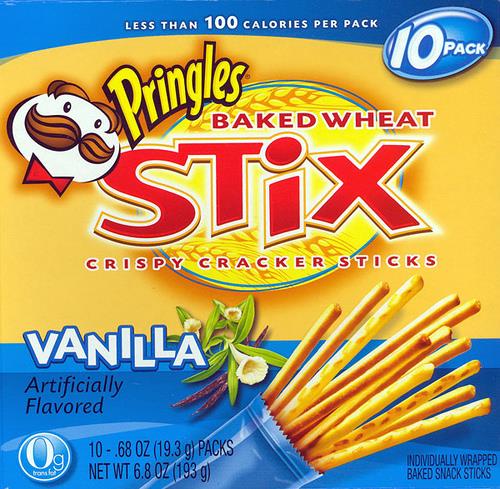 LESS THAN 100 CALORIES PER PACK
10 PACK
Pringles®
BAKED WHEAT
STiX
CRISPY CRACKER STICKS
VANILLA
Artificially
Flavored
0g
trans fat
10 - .68 OZ (19.3 g) PACKS
NET WT 6.8 OZ (193 g)
INDIVIDUALLY WRAPPED
BAKED SNACK STICKS